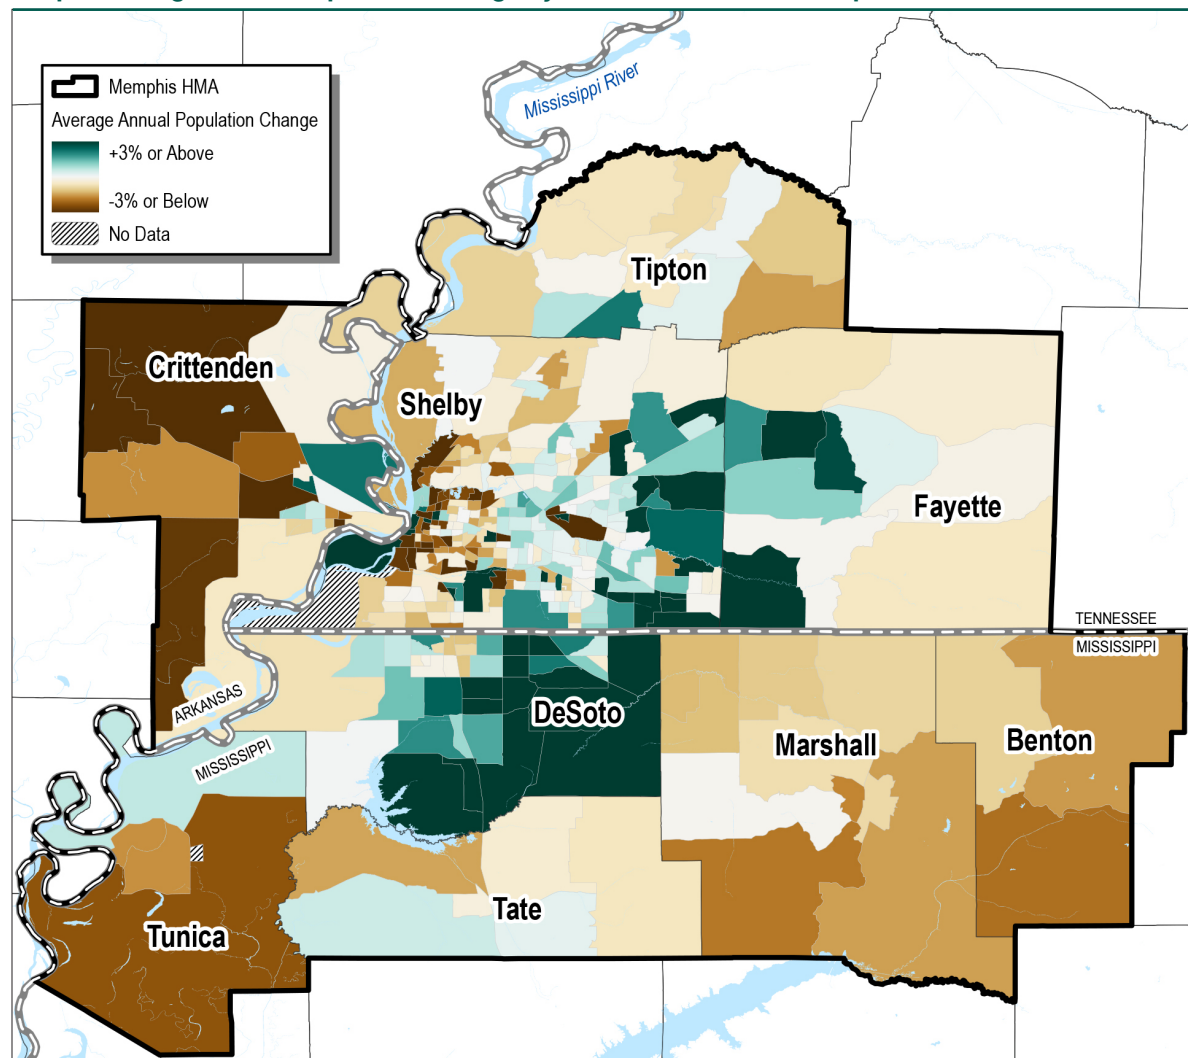 Mississippi River
Memphis HMA
Average Annual Population Change
+3% or Above
-3% or Below
No Data
Tipton
Crittenden
Shelby
Fayette
TENNESSEE
MISSISSIPPI
ARKANSAS
MISSISSIPPI
DeSoto
Marshall
Benton
Tate
Tunica